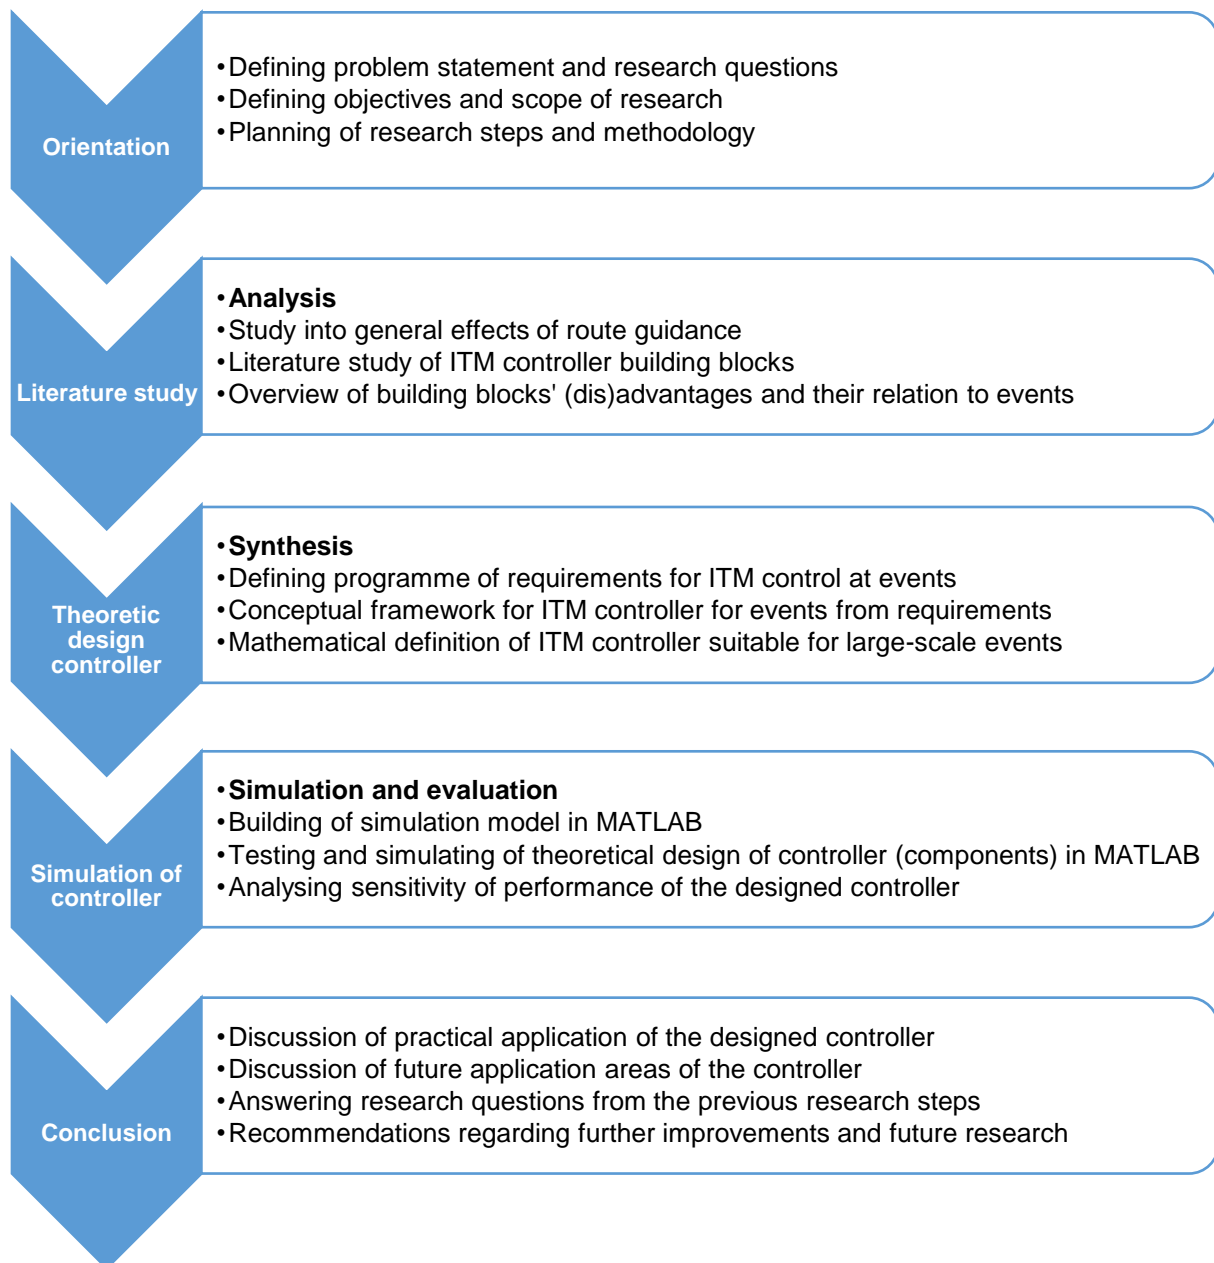 Orientation
•Defining problem statement and research questions
•Defining objectives and scope of research
•Planning of research steps and methodology
Literature study
•Analysis
•Study into general effects of route guidance
•Literature study of ITM controller building blocks
•Overview of building blocks' (dis)advantages and their relation to events
Theoretic
design
controller
•Synthesis
•Defining programme of requirements for ITM control at events
•Conceptual framework for ITM controller for events from requirements
•Mathematical definition of ITM controller suitable for large-scale events
Simulation of
controller
•Simulation and evaluation
•Building of simulation model in MATLAB
•Testing and simulating of theoretical design of controller (components) in MATLAB
•Analysing sensitivity of performance of the designed controller
Conclusion
•Discussion of practical application of the designed controller
•Discussion of future application areas of the controller
•Answering research questions from the previous research steps
•Recommendations regarding further improvements and future research